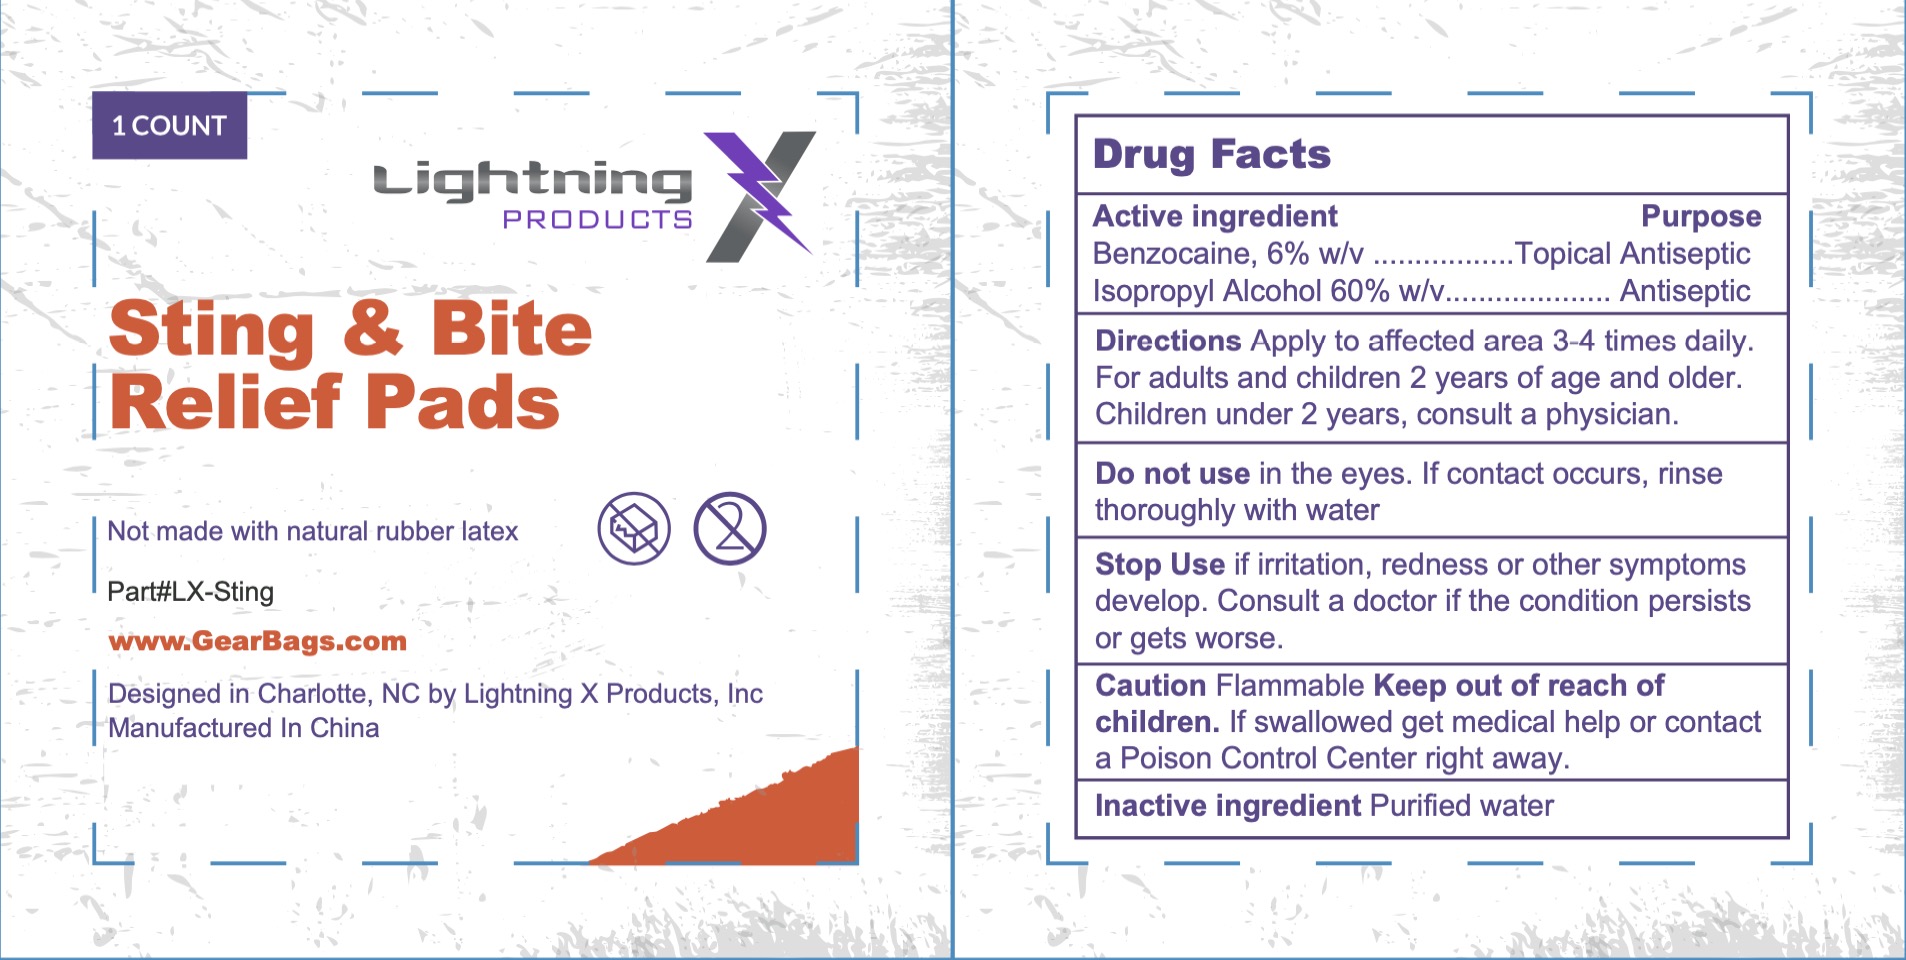 1 COUNT
Lightning X
PRODUCTS
Sting & Bite
Relief Pads
Not made with natural rubber latex
2
Part#LX-Sting
www.GearBags.com
Designed in Charlotte, NC by Lightning X Products, Inc
Manufactured In China
Drug Facts
Active ingredient Purpose
Benzocaine, 6% w/v .................Topical Antiseptic
Isopropyl Alcohol 60% w/v.................... Antiseptic
Directions Apply to affected area 3-4 times daily.
For adults and children 2 years of age and older.
Children under 2 years, consult a physician.
Do not use in the eyes. If contact occurs, rinse
thoroughly with water
Stop Use if irritation, redness or other symptoms
develop. Consult a doctor if the condition persists
or gets worse.
Caution Flammable Keep out of reach of
children. If swallowed get medical help or contact
a Poison Control Center right away.
Inactive ingredient Purified water